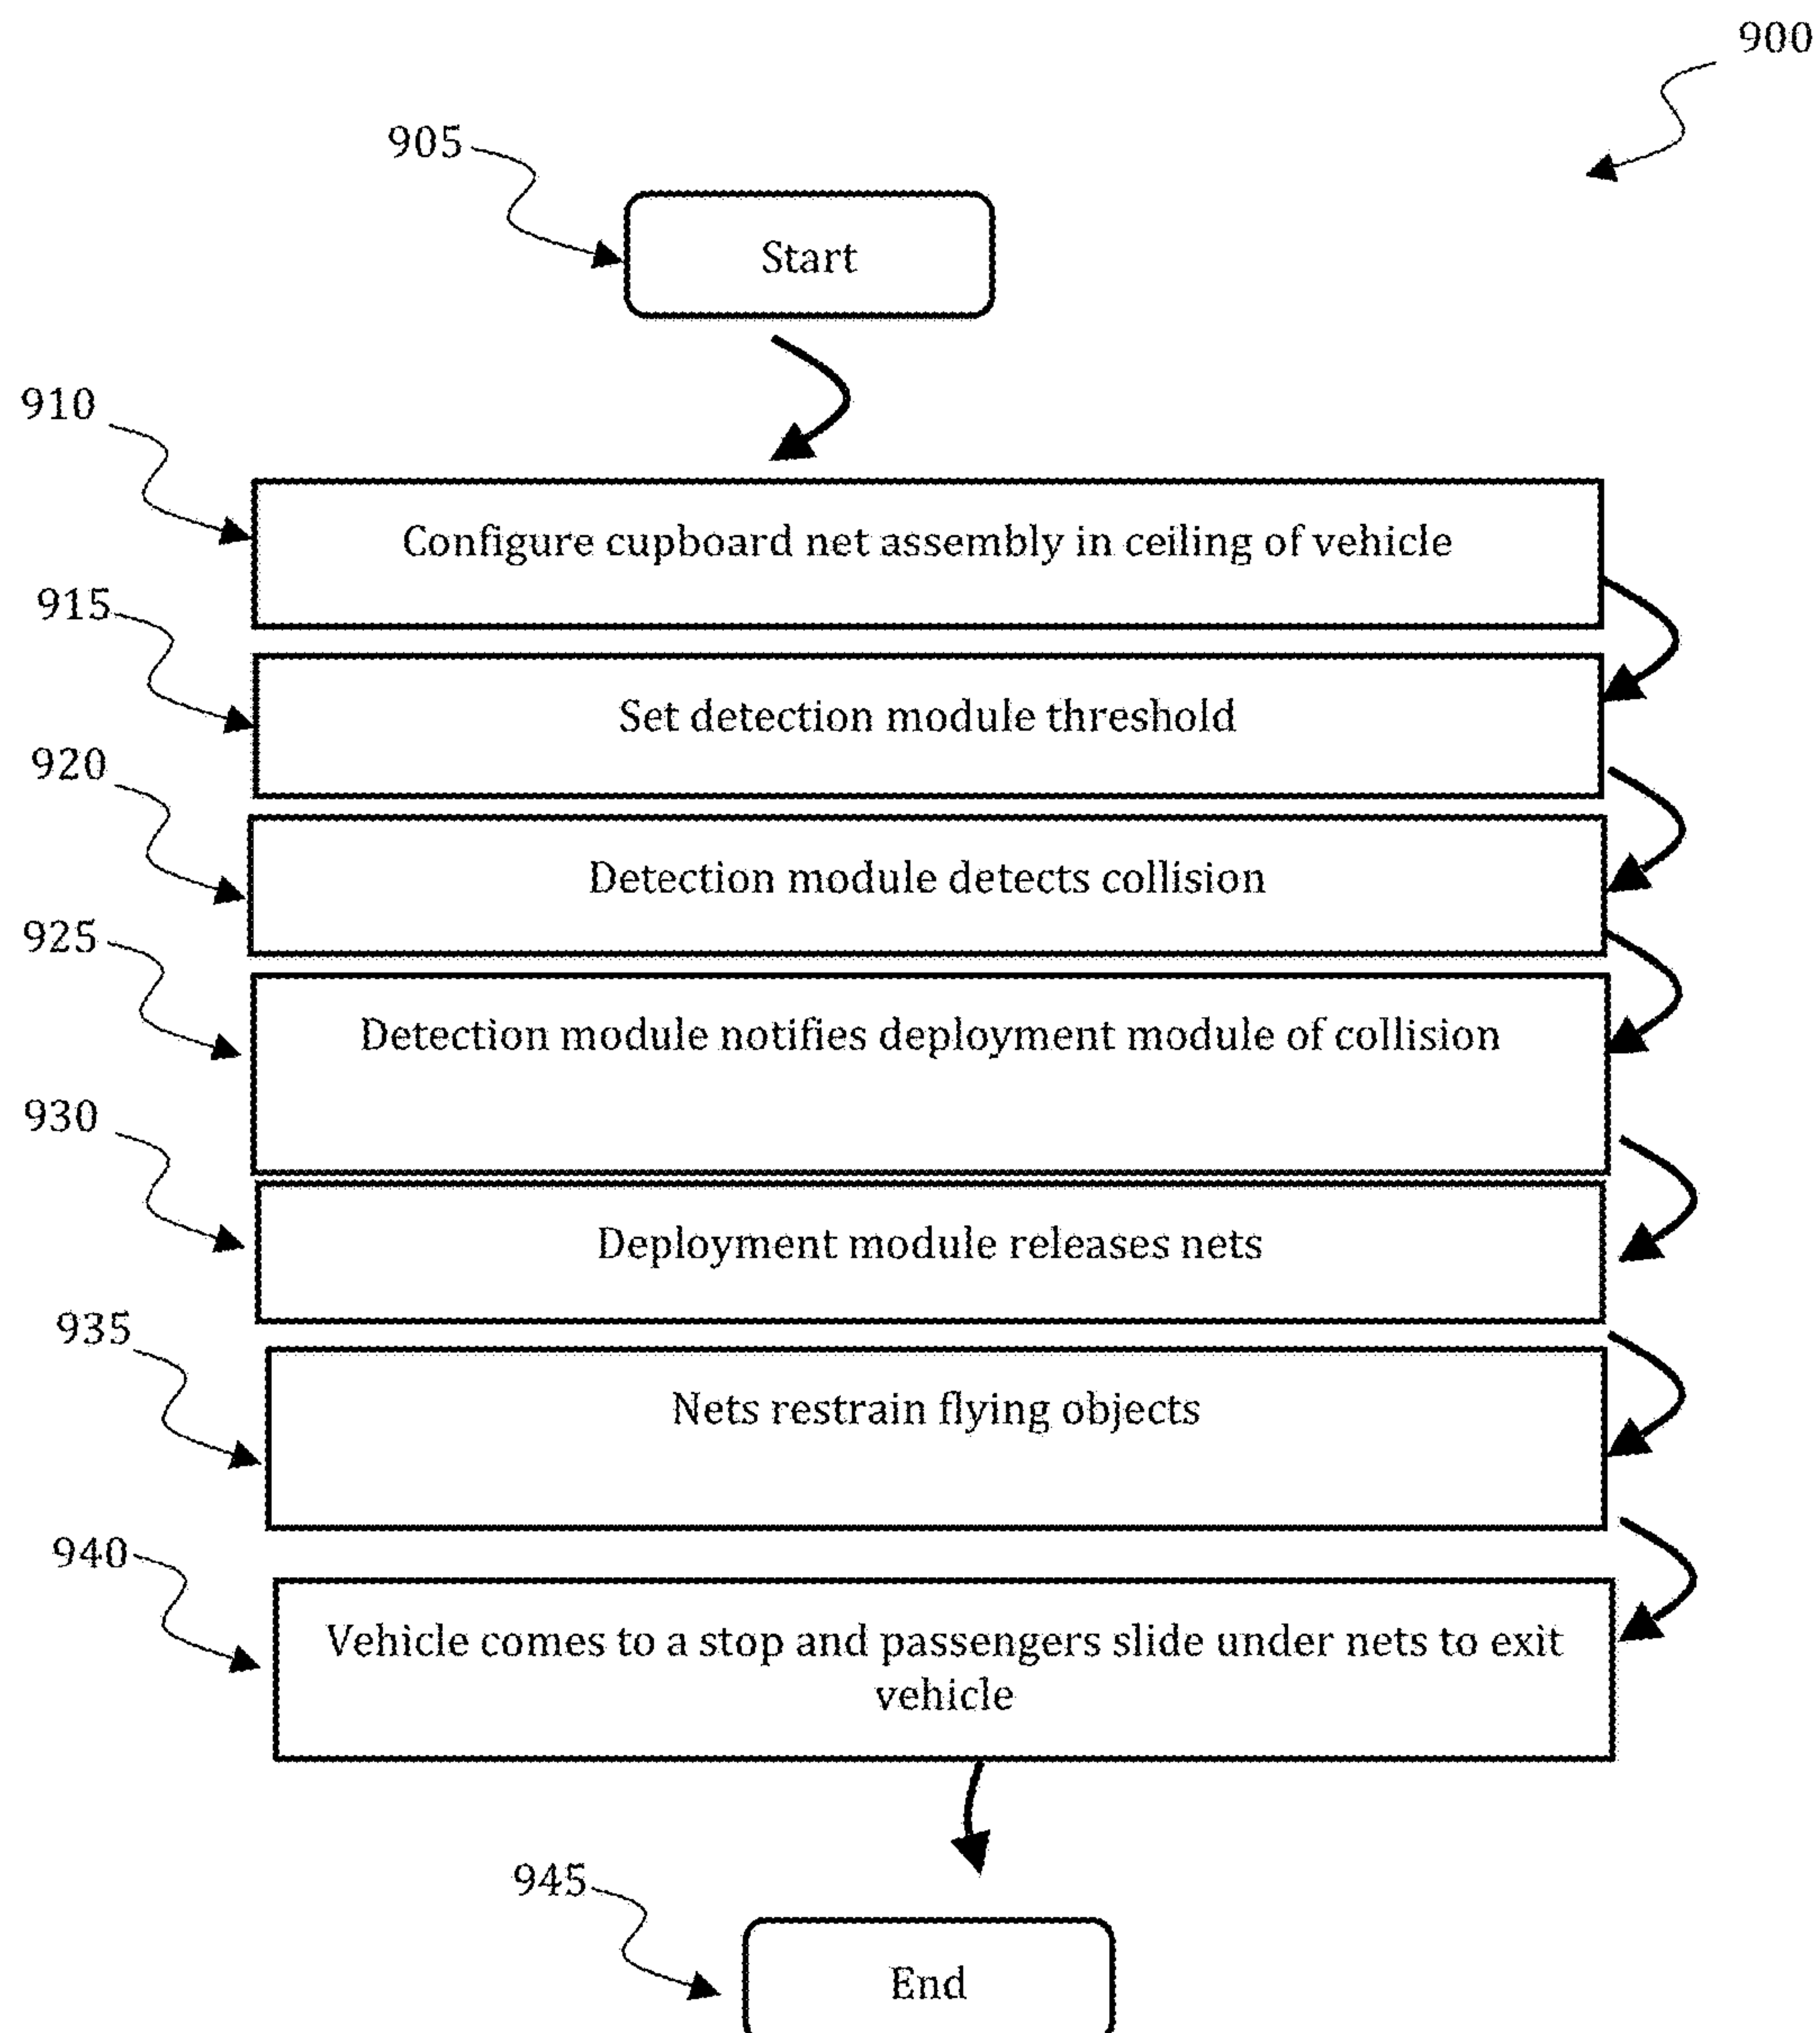 900
905
Start
910
Configure cupboard net assembly in ceiling of vehicle
915
Set detection module threshold
920
Detection module detects collision
925
Detection module notifies deployment module of collision
930
Deployment module releases nets
935
Nets restrain flying objects
940
Vehicle comes to a stop and passengers slide under nets to exit
vehicle
945
End